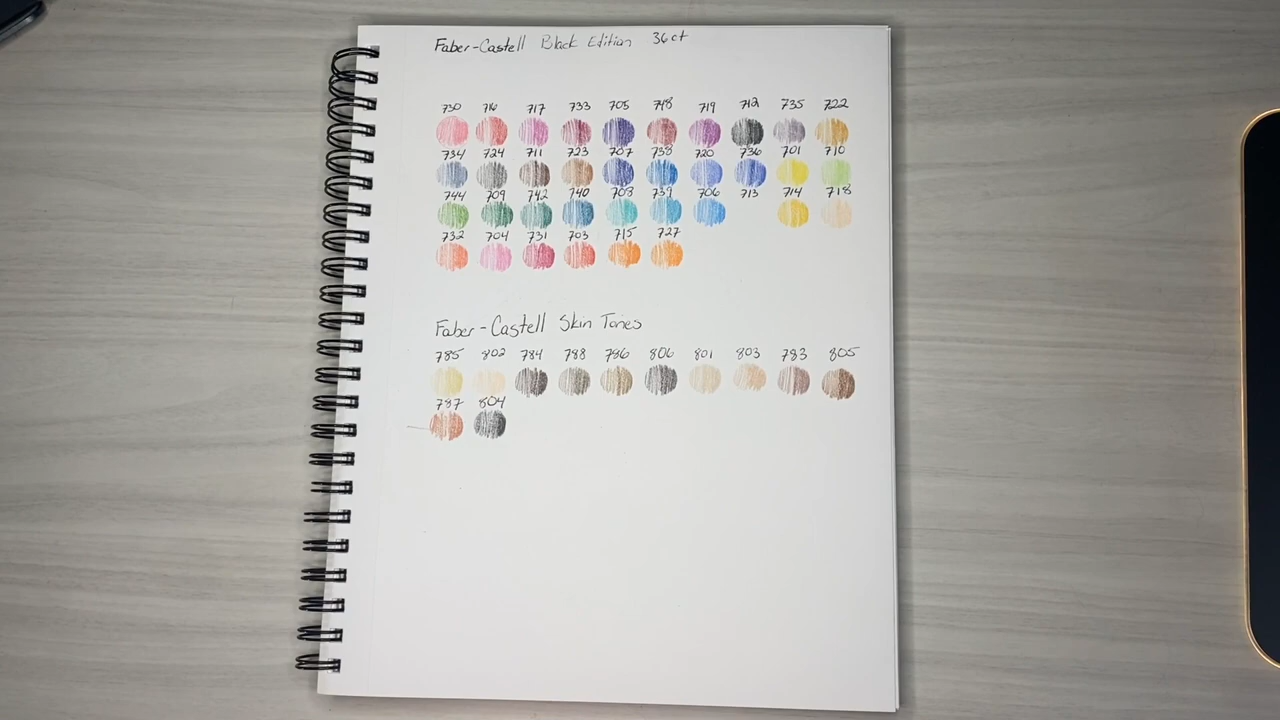 Faber-Castell Black Edition 36ct
730 716 717 733 705 748 719 712 735 722
734 724 711 723 707 738 720 736 701 710
744 709 742 740 708 739 706 713 714 718
732 704 731 703 715 727
Faber-Castell Skin Tones
785 802 784 788 786 806 801 803 783 805
787 804